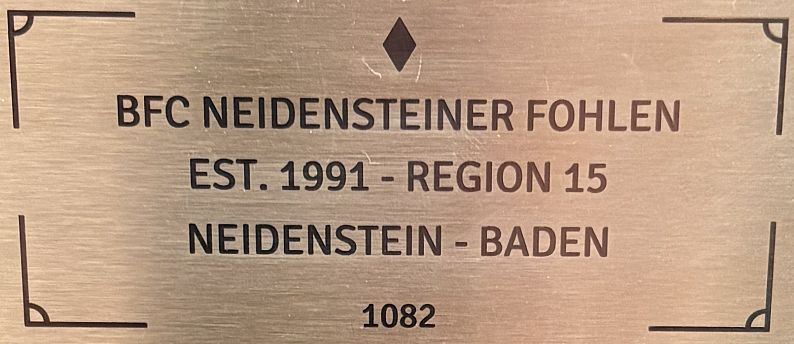 BFC NEIDENSTEINER FOHLEN
EST. 1991 - REGION 15
NEIDENSTEIN - BADEN
1082